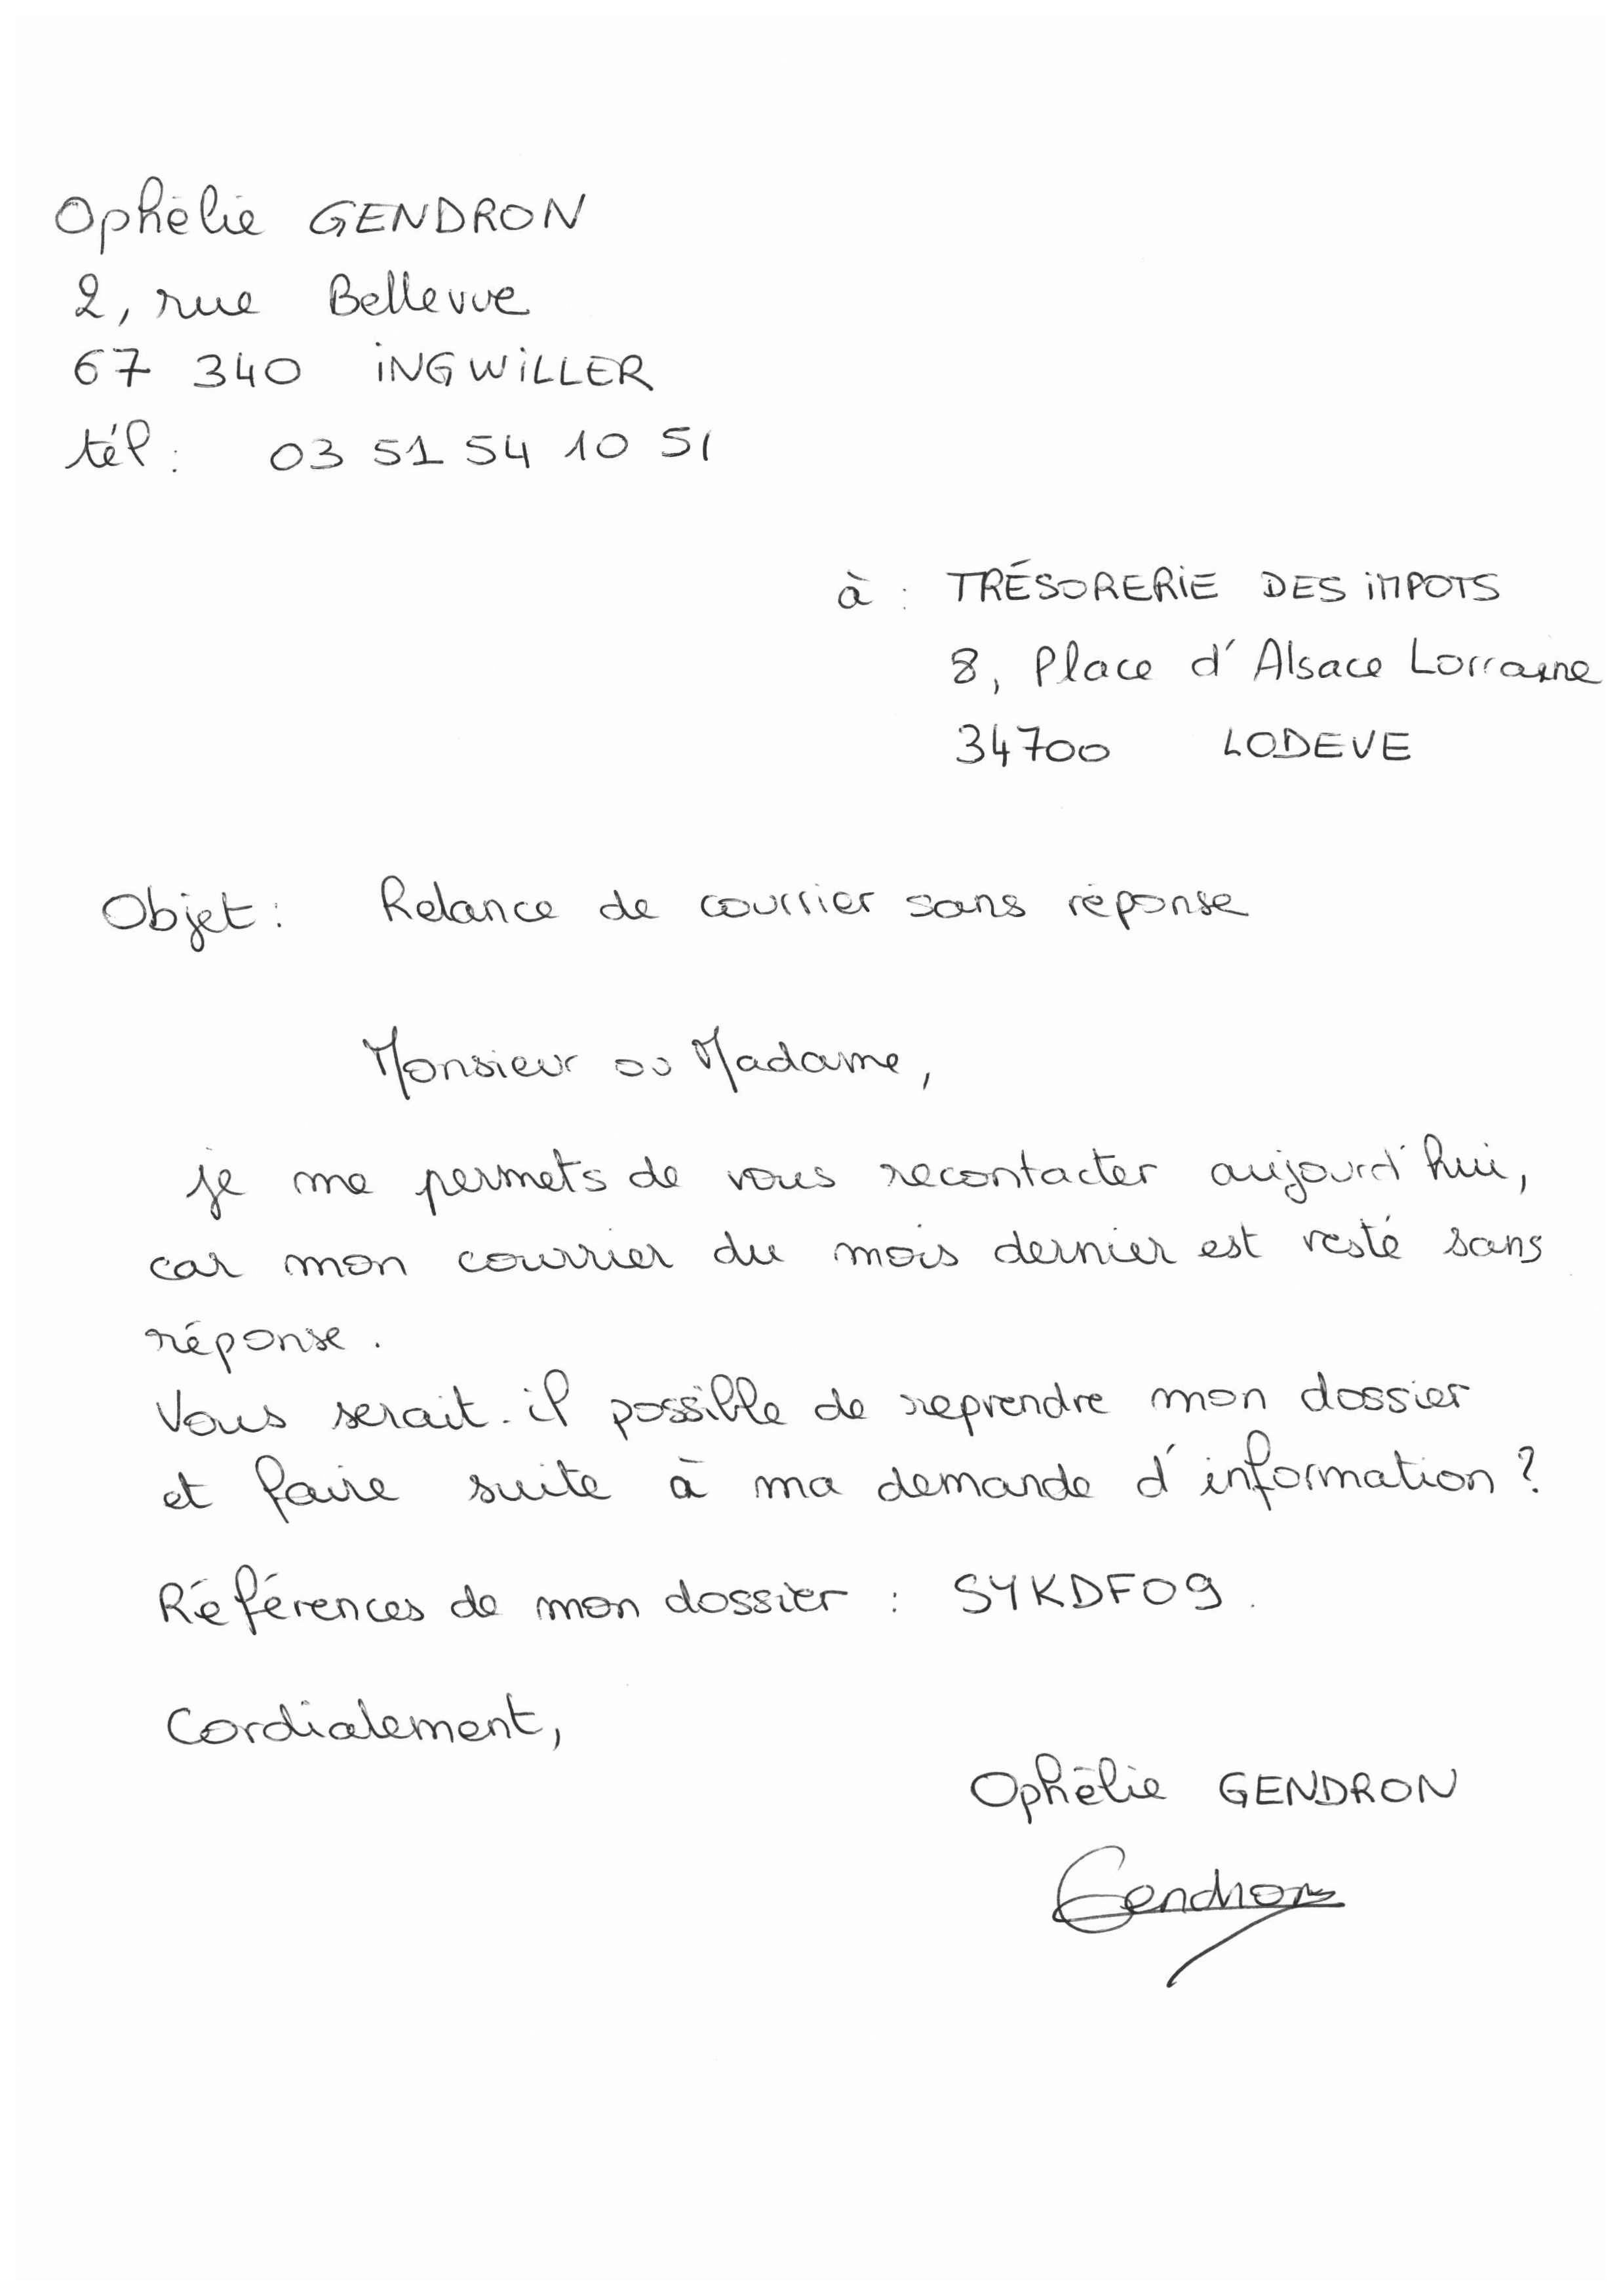 Ophélie GENDRON
2, rue Bellevue
67 340 INGWILLER
tél : 03 51 54 10 51
à : TRÉSORERIE DES IMPOTS
8, Place d'Alsace Lorraine
34700 LODEVE
Objet : Relance de courrier sans réponse
Monsieur ou Madame,
je me permets de vous recontacter aujourd'hui,
car mon courrier du mois dernier est resté sans
réponse.
Vous serait-il possible de reprendre mon dossier
et faire suite à ma demande d'information ?
Références de mon dossier : SYKDF09.
Cordialement,
Ophélie GENDRON
Gendron